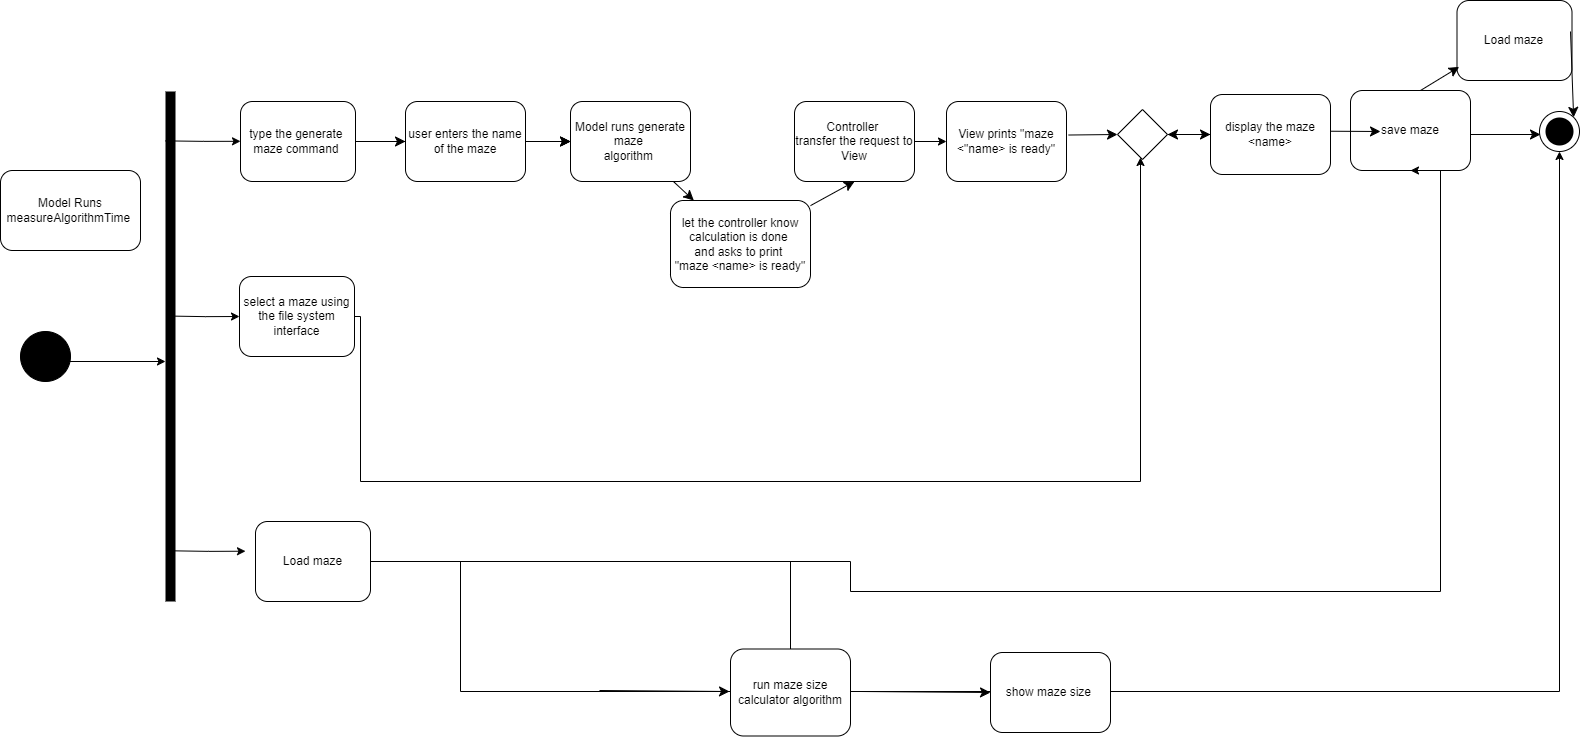 Load maze
type the generate
maze command
user enters the name
of the maze
Model runs generate
maze
algorithm
Controller
transfer the request to
View
View prints "maze
<"name> is ready"
display the maze
<name>
save maze
Model Runs
measureAlgorithmTime
let the controller know
calculation is done
and asks to print
"maze <name> is ready"
select a maze using
the file system
interface
Load maze
run maze size
calculator algorithm
show maze size